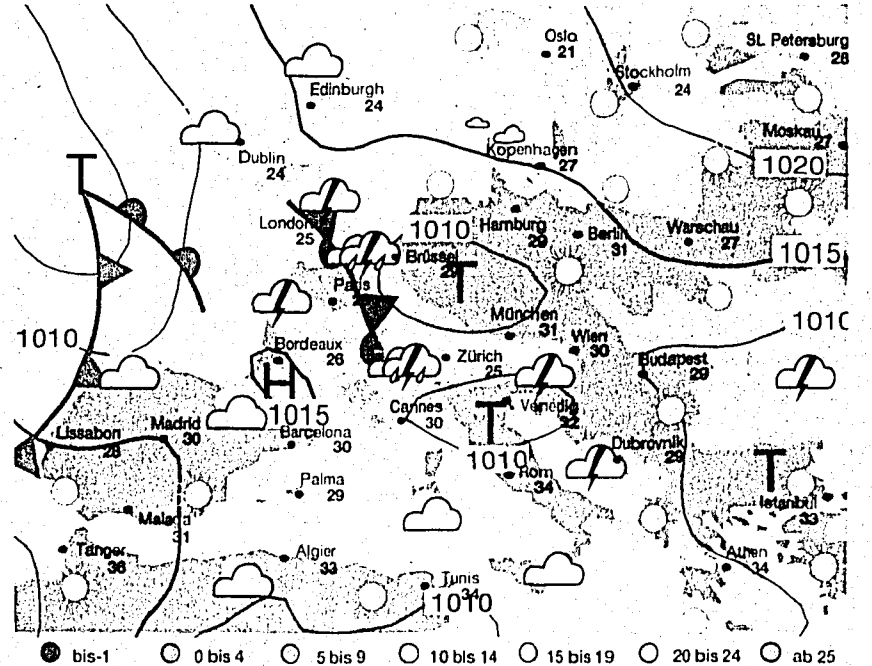 Oslo
21
St. Petersburg
28
Stockholm
24
Edinburgh
24
Moskau
27
Dublin
24
Kopenhagen
27
1020
T
London
25
1010
Hamburg
29
Berlin
31
Warschau
27
1015
Brüssel
29
T
Paris
München
31
1010
1010
Bordeaux
26
Zürich
25
Wien
30
Budapest
29
H
1015
Cannes
30
T
Venedig
32
Lissabon
28
Madrid
30
Barcelona
30
Dubrovnik
29
1010
Rom
34
T
Palma
29
Istanbul
33
Malaga
31
Tanger
36
Algier
33
Athen
34
Tunis
34
1010
bis-1
0 bis 4
5 bis 9
10 bis 14
15 bis 19
20 bis 24
ab 25